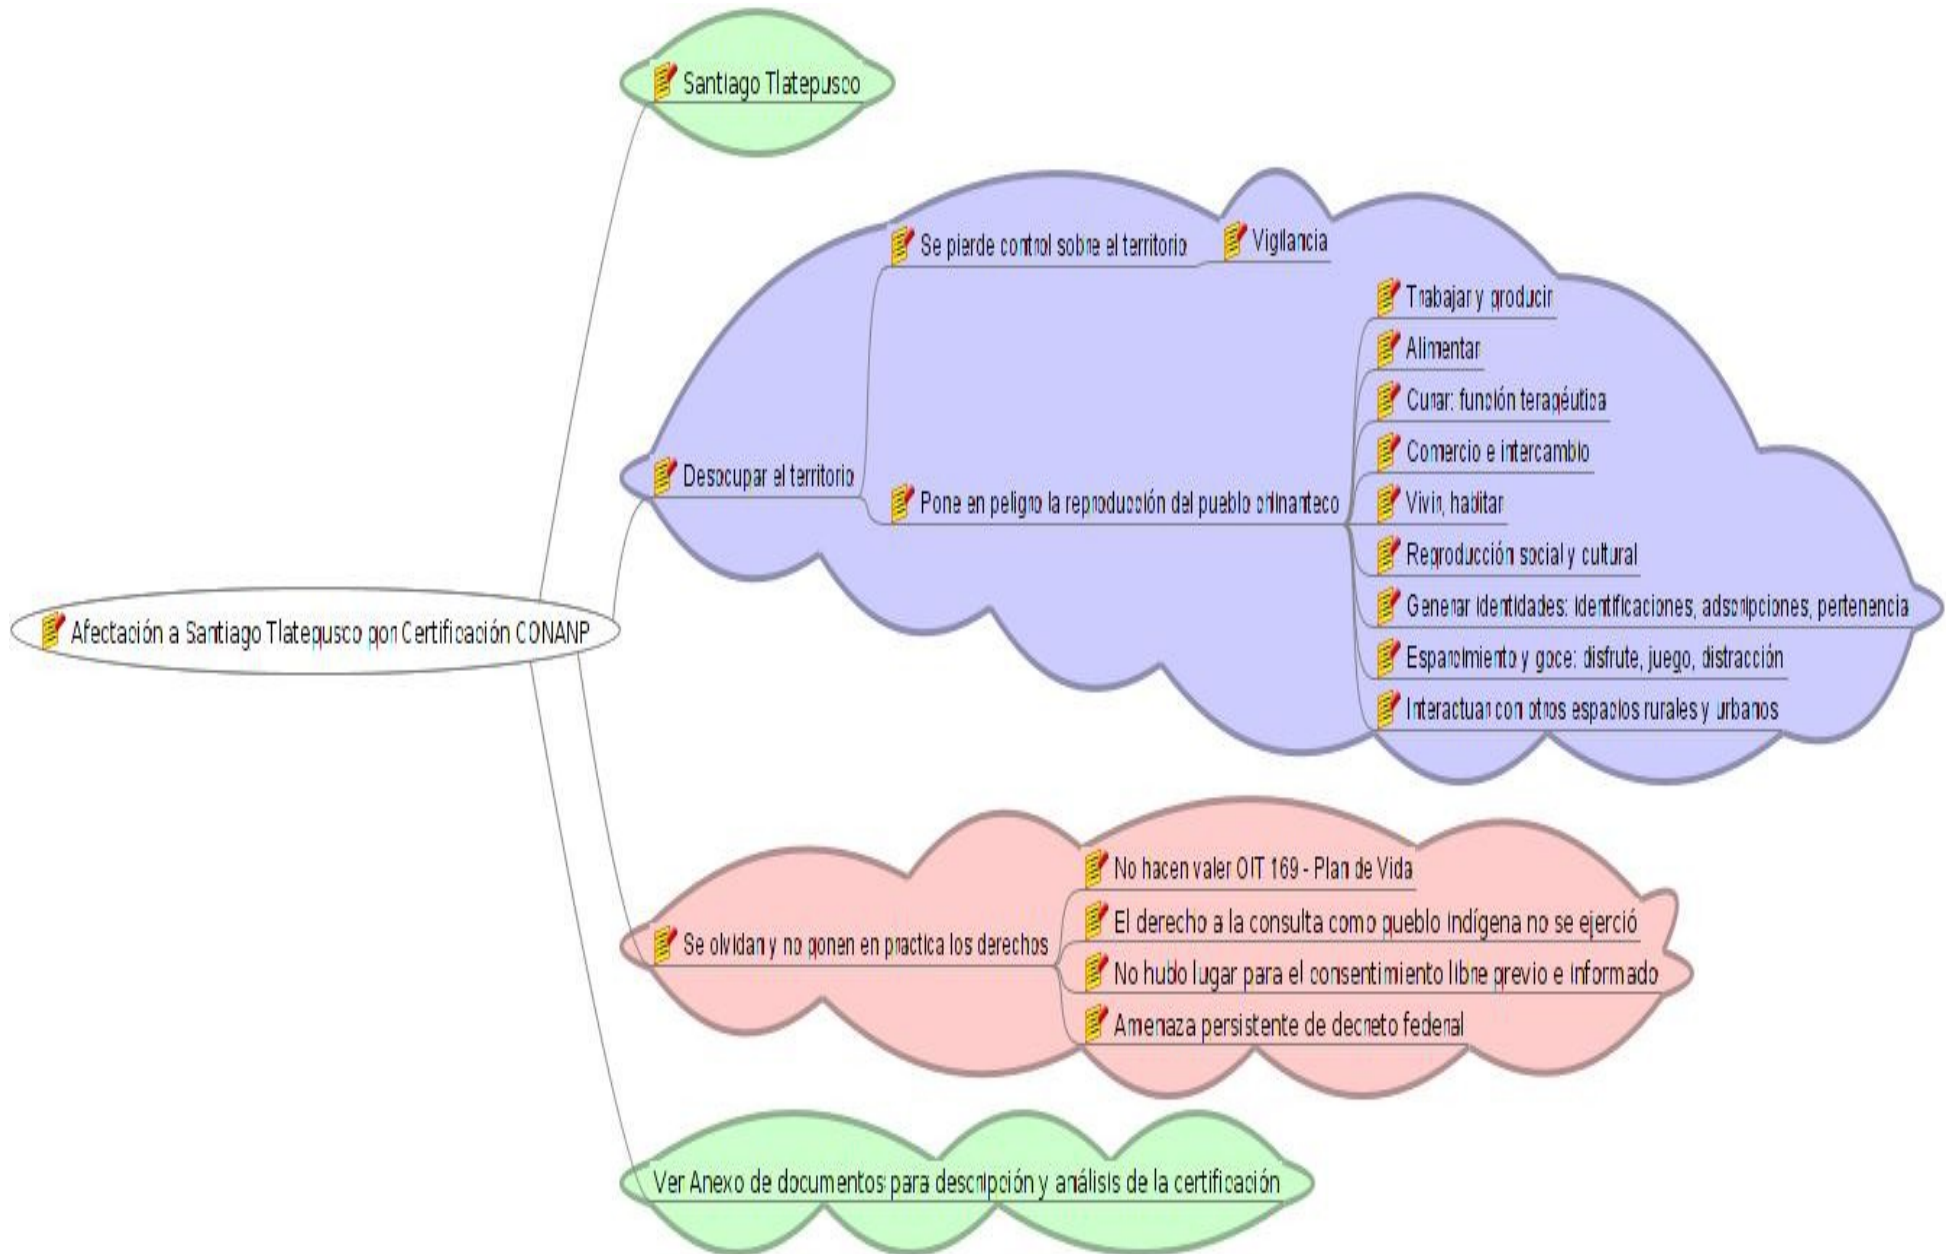 Santiago Tlatepusco
Se pierde control sobre el territorio
Vigilancia
Trabajar y producir
Alimentar
Curar: función terapéutica
Comercio e intercambio
Desocupar el territorio
Pone en peligro la reproducción del pueblo chinanteco
Vivir, habitar
Reproducción social y cultural
Generar identidades: identificaciones, adscripciones, pertenencia
Afectación a Santiago Tlatepusco por Certificación CONANP
Esparcimiento y goce: disfrute, juego, distracción
Interactuar con otros espacios rurales y urbanos
No hacen valer OIT 169 - Plan de Vida
El derecho a la consulta como pueblo indígena no se ejerció
Se olvidan y no ponen en practica los derechos
No hubo lugar para el consentimiento libre previo e informado
Amenaza persistente de decreto federal
Ver Anexo de documentos para descripción y análisis de la certificación